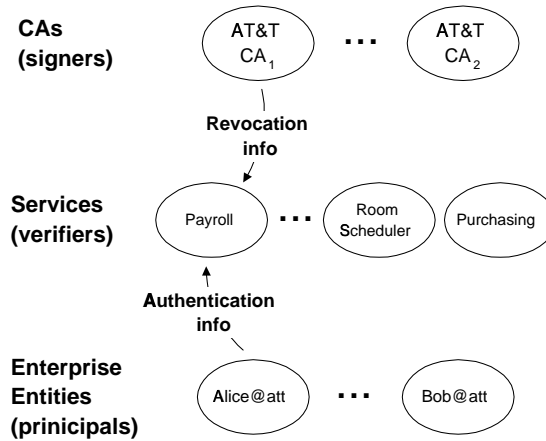 CAs
(signers)
AT&T
CA1
...
AT&T
CA2
Revocation
info
Services
(verifiers)
Payroll
...
Room
Scheduler
Purchasing
Authentication
info
Enterprise
Entities
(prinicipals)
Alice@att
...
Bob@att